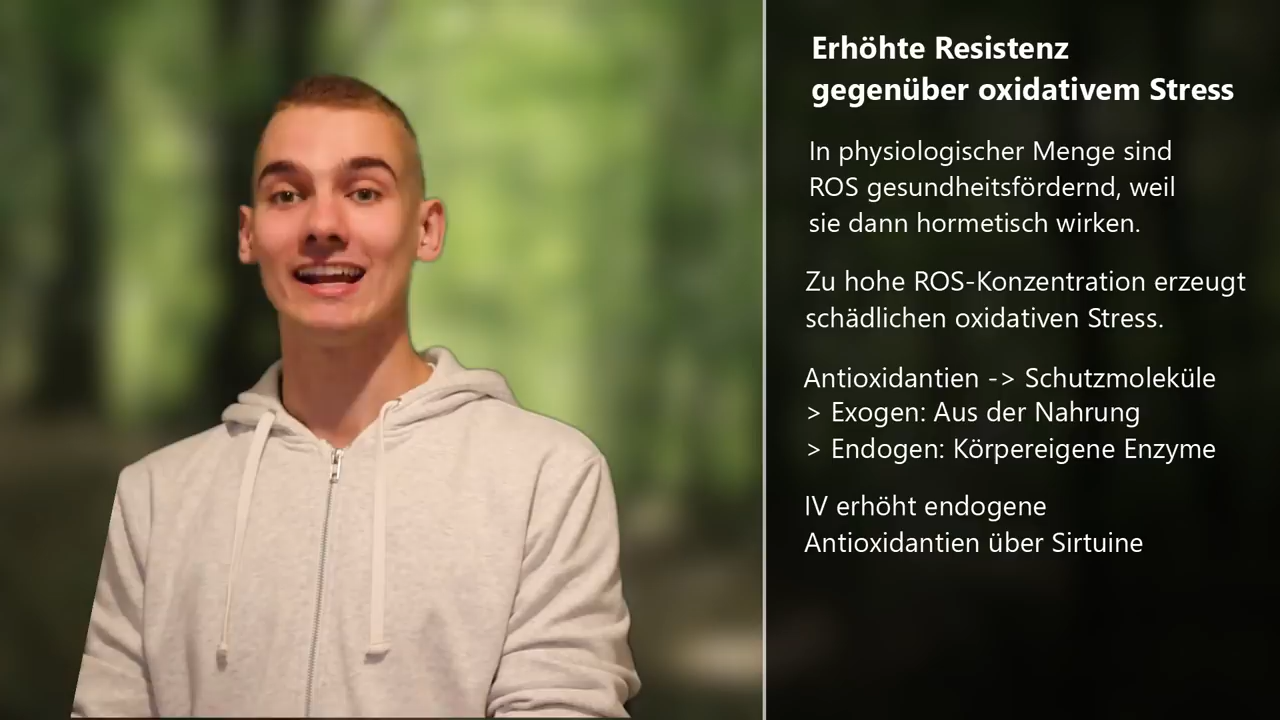 Erhöhte Resistenz
gegenüber oxidativem Stress
In physiologischer Menge sind
ROS gesundheitsfördernd, weil
sie dann hormetisch wirken.
Zu hohe ROS-Konzentration erzeugt
schädlichen oxidativen Stress.
Antioxidantien -> Schutzmoleküle
> Exogen: Aus der Nahrung
> Endogen: Körpereigene Enzyme
IV erhöht endogene
Antioxidantien über Sirtuine